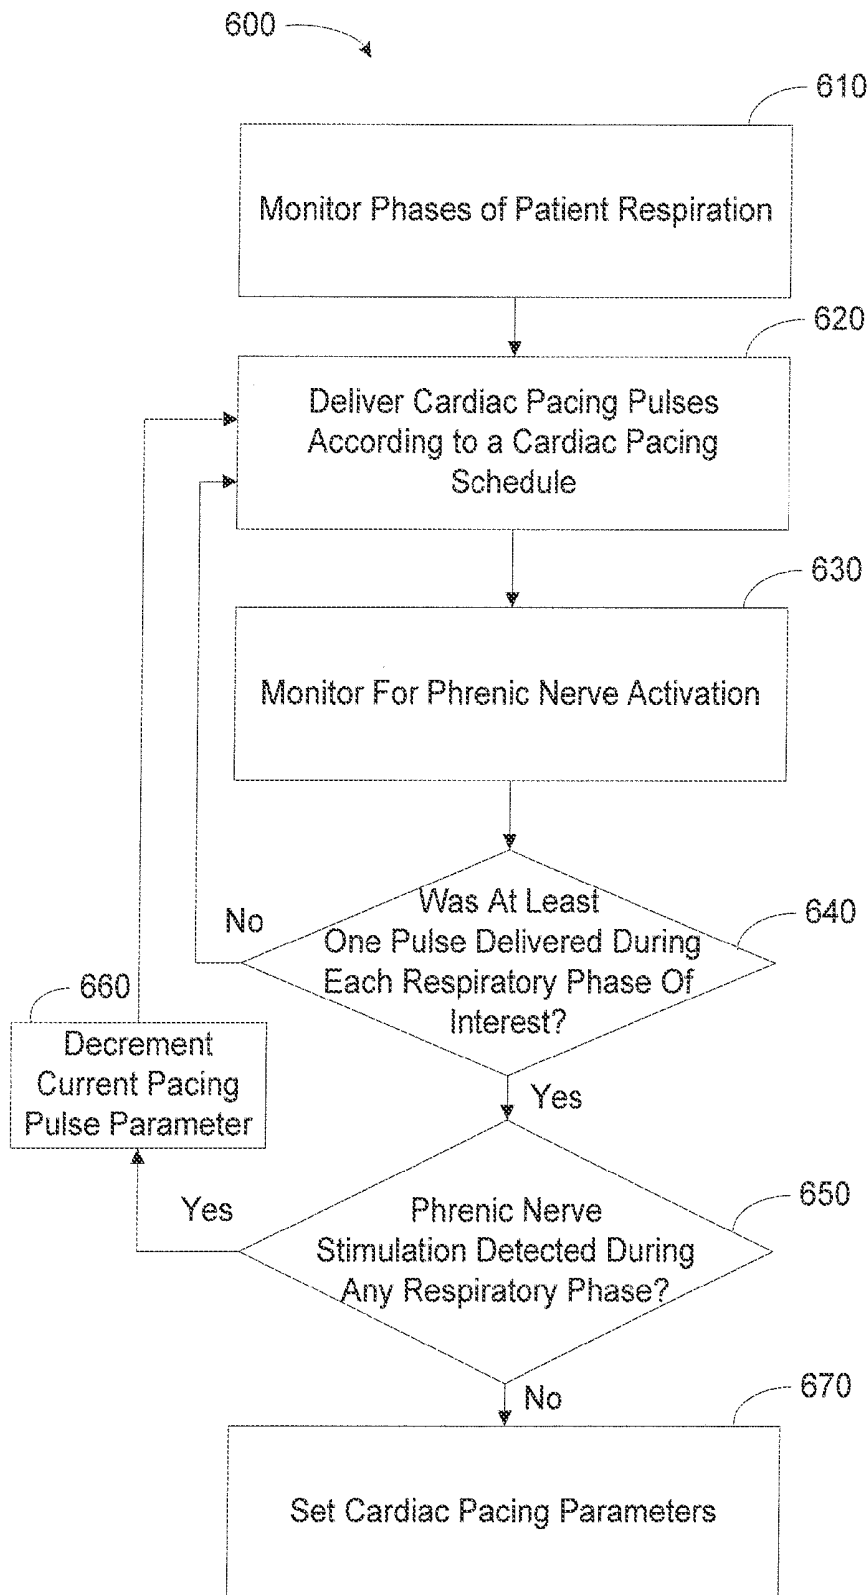 600
610
Monitor Phases of Patient Respiration
620
Deliver Cardiac Pacing Pulses
According to a Cardiac Pacing
Schedule
630
Monitor For Phrenic Nerve Activation
640
Was At Least
One Pulse Delivered During
Each Respiratory Phase Of
Interest?
No
660
Decrement
Current Pacing
Pulse Parameter
Yes
650
Phrenic Nerve
Stimulation Detected During
Any Respiratory Phase?
Yes
No
670
Set Cardiac Pacing Parameters